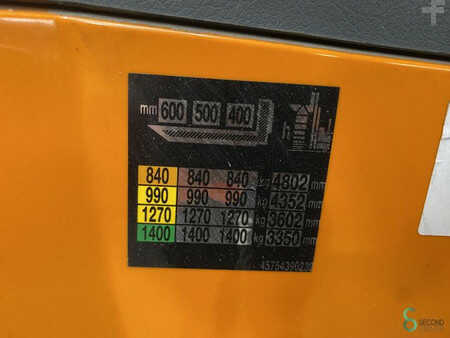 mm 600 500 400 h
840 840 840 kg 4802 mm
990 990 990 kg 4352 mm
1270 1270 1270 kg 3602 mm
1400 1400 1400 kg 3350 mm
SECOND